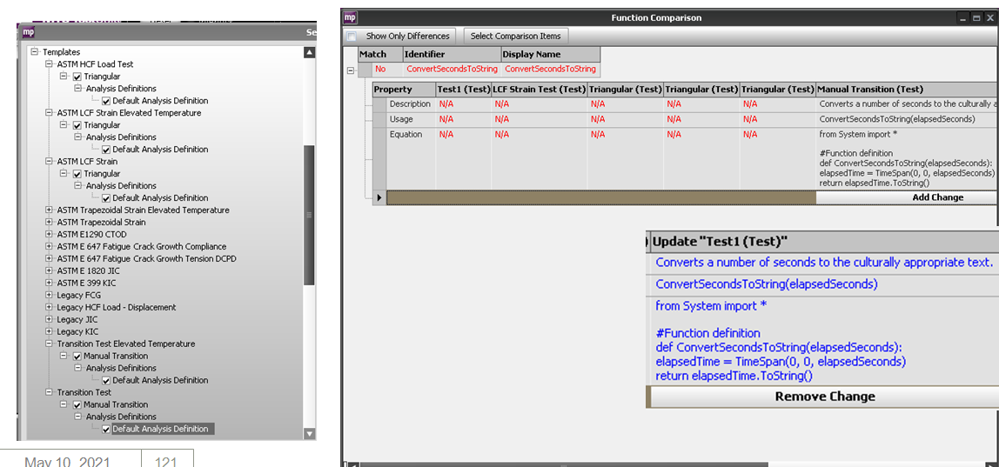 mp
Se
Templates
ASTM HCF Load Test
Triangular
Analysis Definitions
Default Analysis Definition
ASTM LCF Strain Elevated Temperature
Triangular
Analysis Definitions
Default Analysis Definition
ASTM LCF Strain
Triangular
Analysis Definitions
Default Analysis Definition
ASTM Trapezoidal Strain Elevated Temperature
ASTM Trapezoidal Strain
ASTM E1290 CTOD
ASTM E 647 Fatigue Crack Growth Compliance
ASTM E 647 Fatigue Crack Growth Tension DCPD
ASTM E 1820 JIC
ASTM E 399 KIC
Legacy FCG
Legacy HCF Load - Displacement
Legacy JIC
Legacy KIC
Transition Test Elevated Temperature
Manual Transition
Analysis Definitions
Default Analysis Definition
Transition Test
Manual Transition
Analysis Definitions
Default Analysis Definition
May 10, 2021 121
mp Function Comparison
Show Only Differences Select Comparison Items
Match Identifier Display Name
No ConvertSecondsToString ConvertSecondsToString
Property Test1 (Test) LCF Strain Test (Test) Triangular (Test) Triangular (Test) Triangular (Test) Manual Transition (Test)
Description N/A N/A N/A N/A N/A Converts a number of seconds to the culturally a
Usage N/A N/A N/A N/A N/A ConvertSecondsToString(elapsedSeconds)
Equation N/A N/A N/A N/A N/A from System import *
#Function definition
def ConvertSecondsToString(elapsedSeconds):
elapsedTime = TimeSpan(0, 0, elapsedSeconds)
return elapsedTime.ToString()
Add Change
) Update "Test1 (Test)"
Converts a number of seconds to the culturally appropriate text.
ConvertSecondsToString(elapsedSeconds)
from System import *
#Function definition
def ConvertSecondsToString(elapsedSeconds):
elapsedTime = TimeSpan(0, 0, elapsedSeconds)
return elapsedTime.ToString()
Remove Change